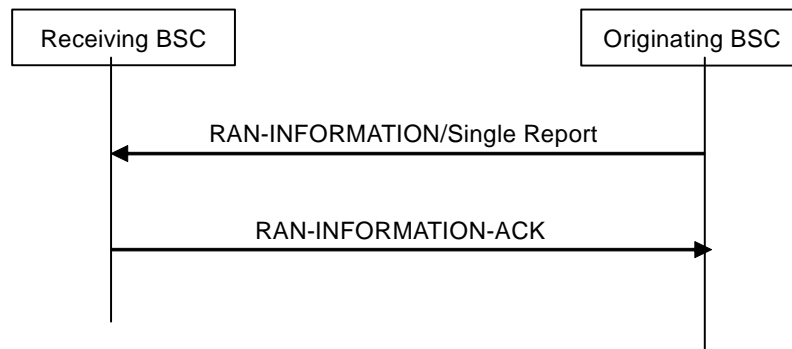 Receiving BSC
Originating BSC
RAN-INFORMATION/Single Report
RAN-INFORMATION-ACK